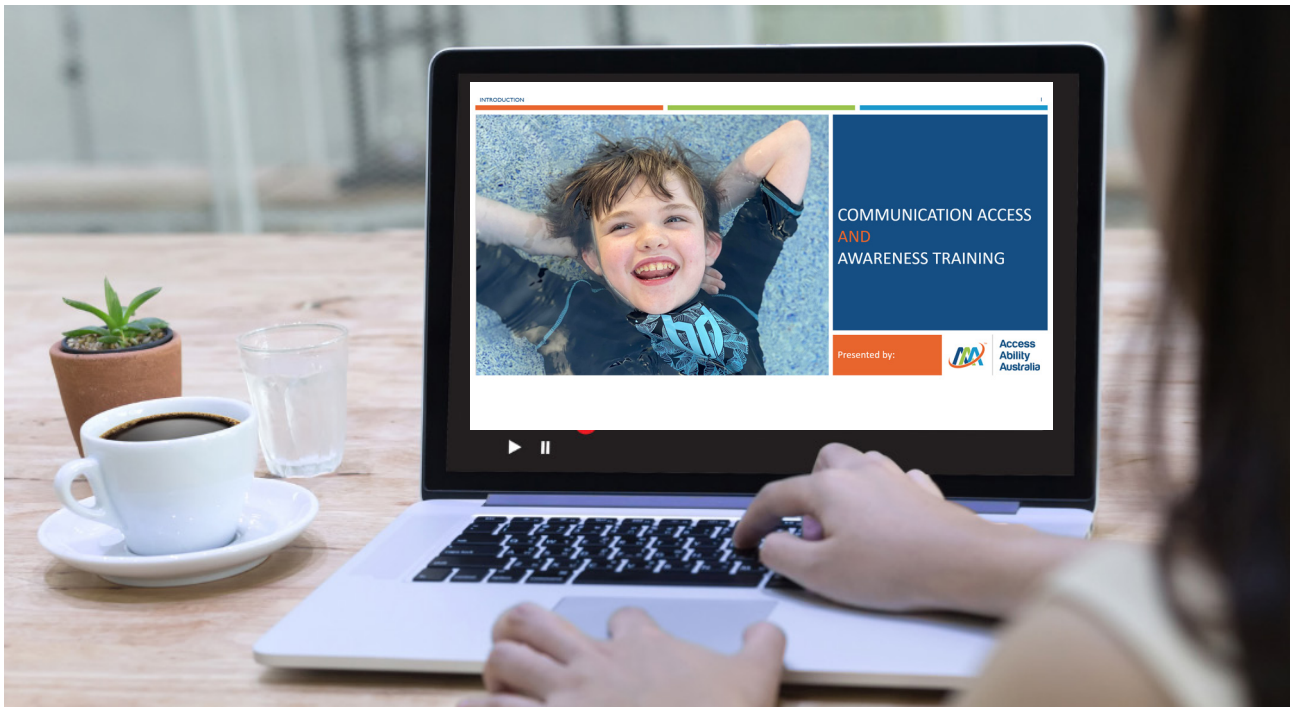 INTRODUCTION 1
COMMUNICATION ACCESS
AND
AWARENESS TRAINING
Presented by:
Access
Ability
Australia